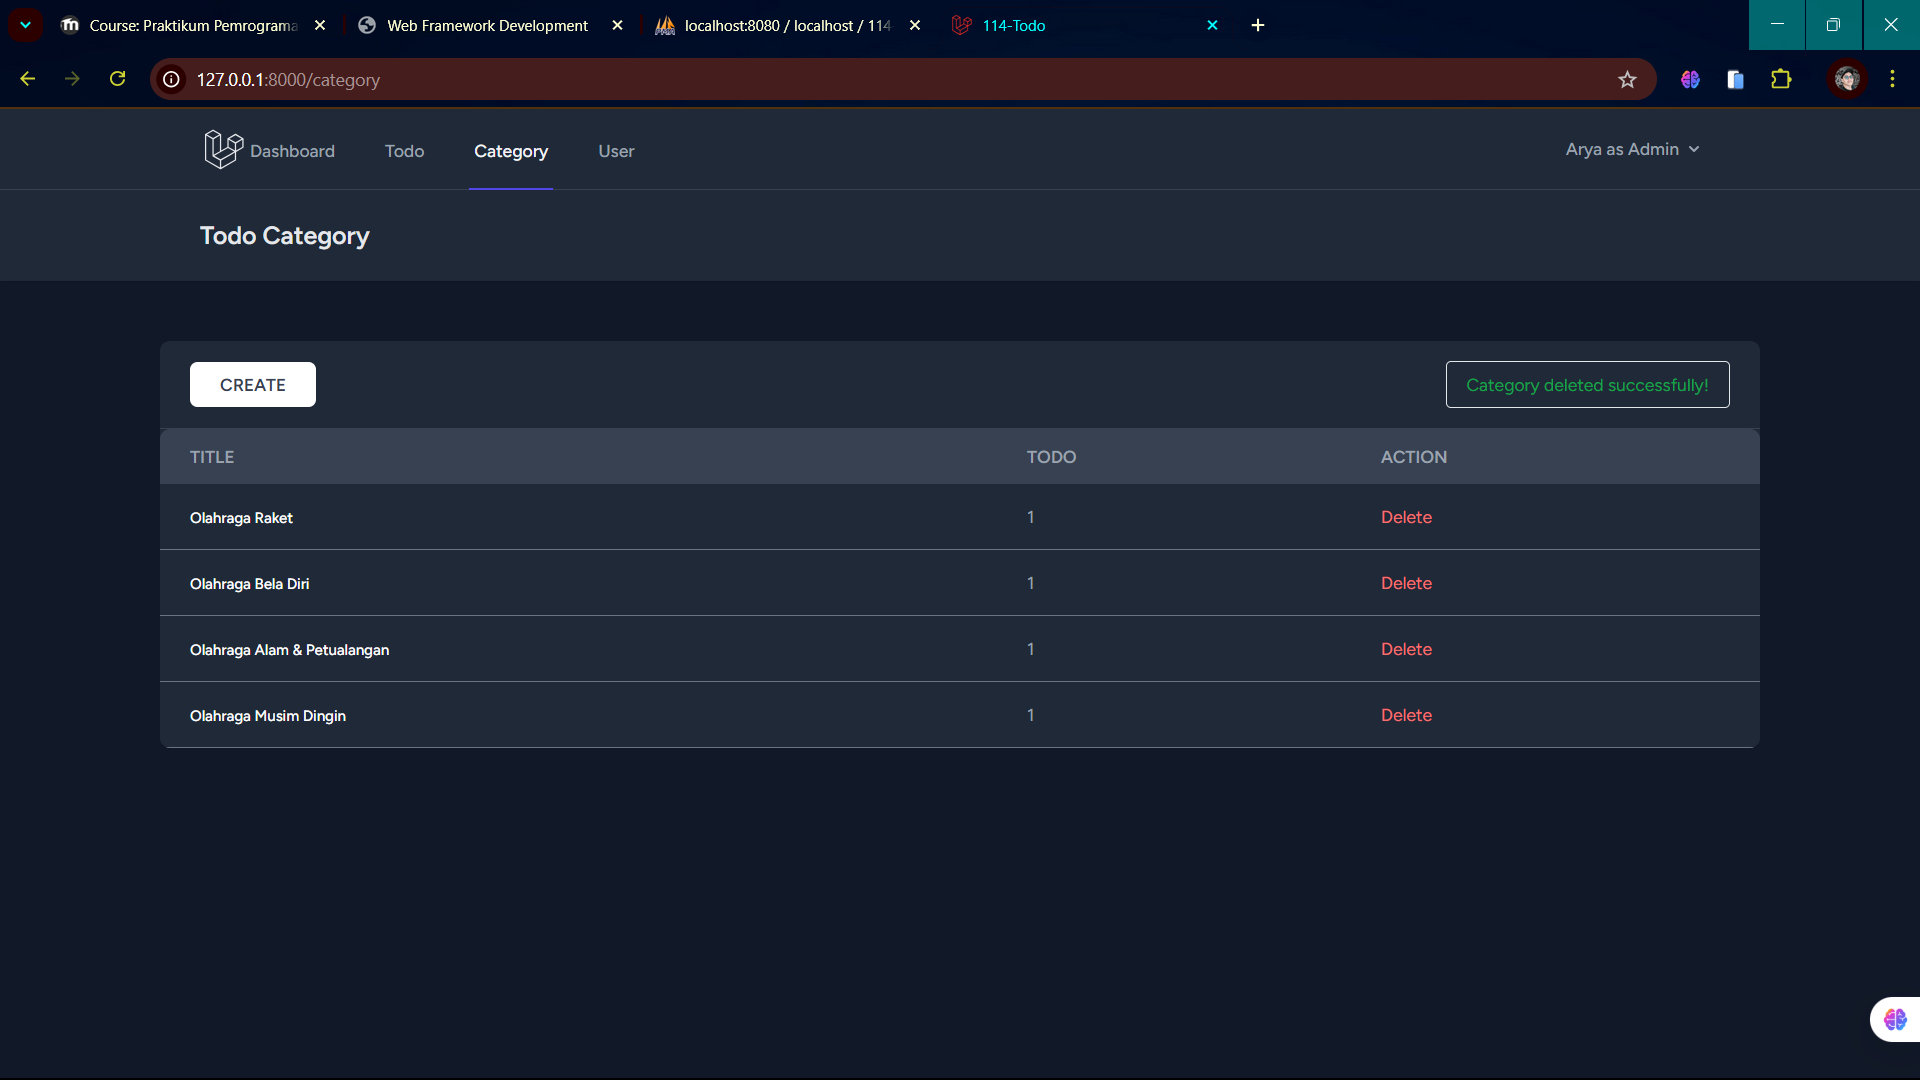 Course: Praktikum Pemrograma
Web Framework Development
localhost:8080 / localhost / 114
114-Todo
127.0.0.1:8000/category
Dashboard
Todo
Category
User
Arya as Admin
Todo Category
CREATE
Category deleted successfully!
TITLE TODO ACTION
Olahraga Raket 1 Delete
Olahraga Bela Diri 1 Delete
Olahraga Alam & Petualangan 1 Delete
Olahraga Musim Dingin 1 Delete